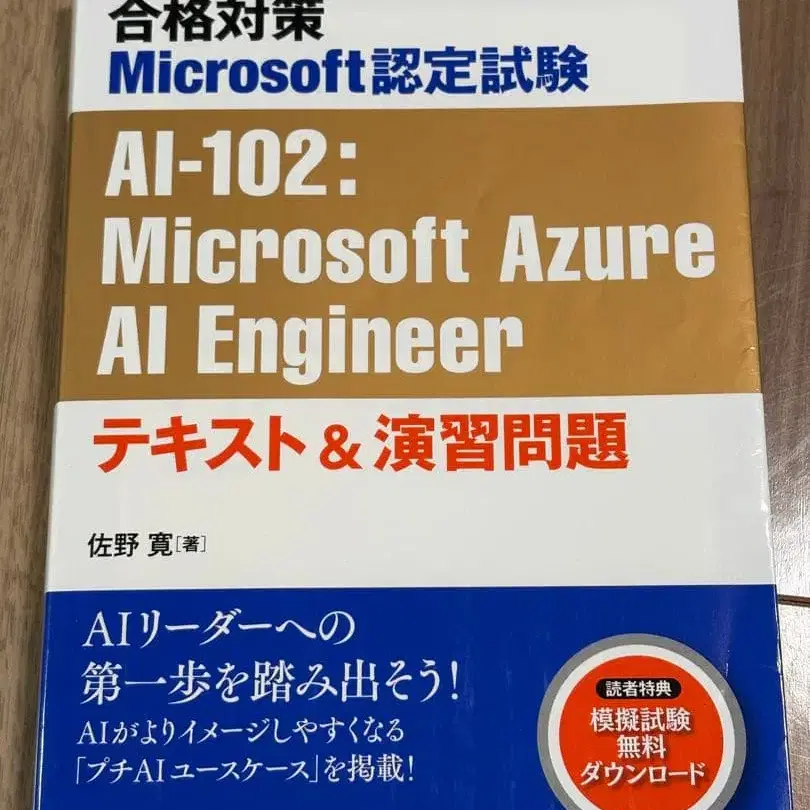 合格対策
Microsoft認定試験
AI-102:
Microsoft Azure
AI Engineer
テキスト&演習問題
佐野 寛[著]
AIリーダーへの
第一歩を踏み出そう!
AIがよりイメージしやすくなる
「プチAIユースケース」を掲載!
読者特典
模擬試験
無料
ダウンロード